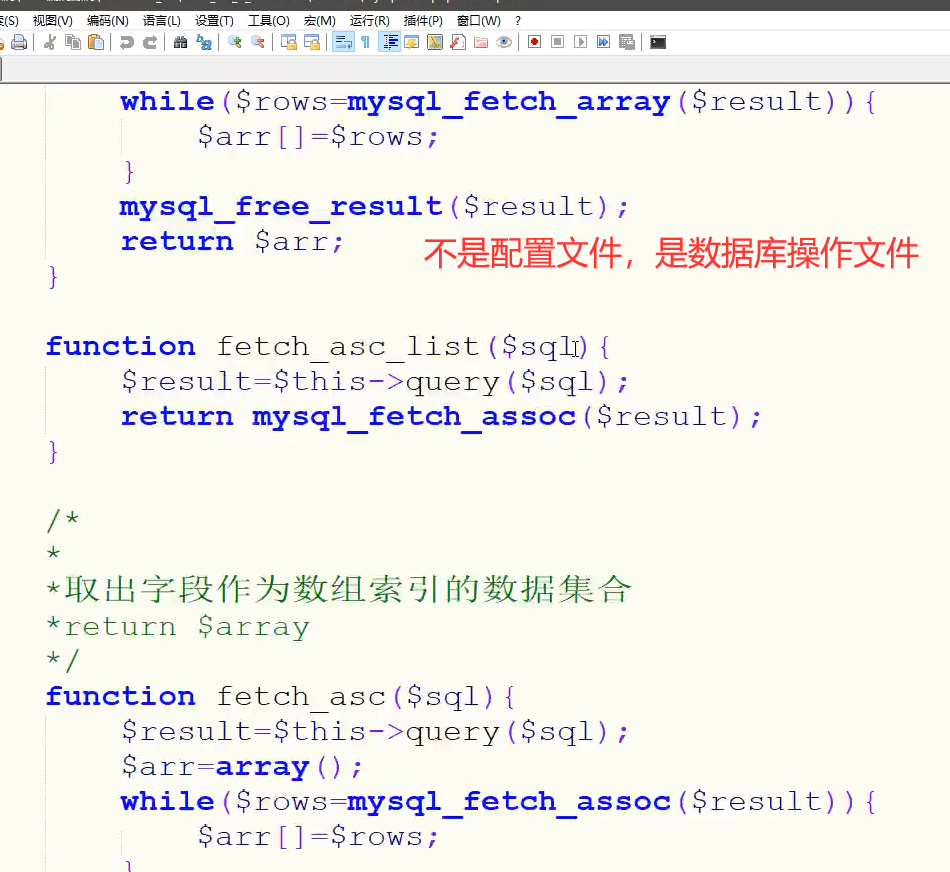 视图(V) 编码(N) 语言(L) 设置(T) 工具(O) 宏(M) 运行(R) 插件(P) 窗口(W) ?
while($rows=mysql_fetch_array($result)){
$arr[]=$rows;
}
mysql_free_result($result);
return $arr;
不是配置文件，是数据库操作文件
}
function fetch_asc_list($sql){
$result=$this->query($sql);
return mysql_fetch_assoc($result);
}
/*
*
*取出字段作为数组索引的数据集合
*return $array
*/
function fetch_asc($sql){
$result=$this->query($sql);
$arr=array();
while($rows=mysql_fetch_assoc($result)){
$arr[]=$rows;
}